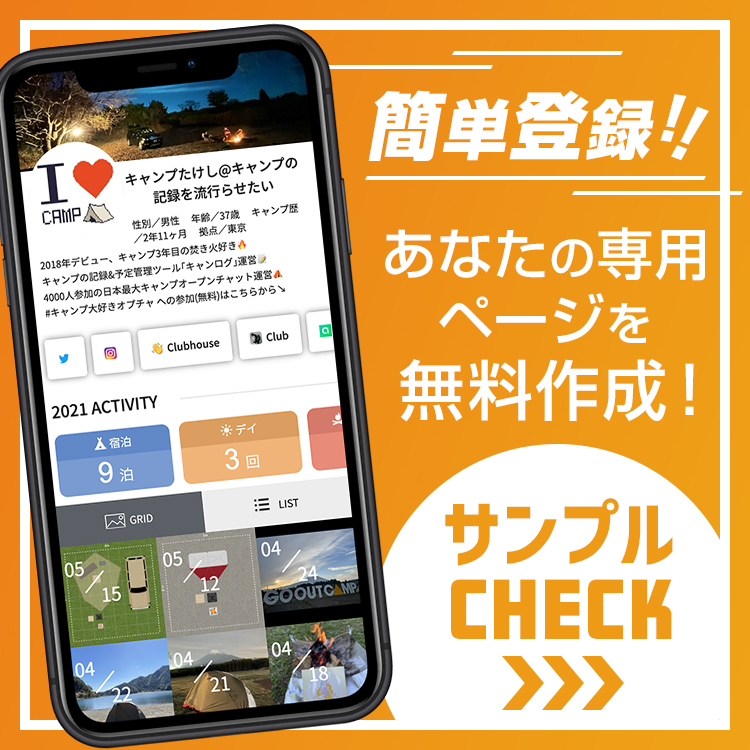 簡単登録!!
あなたの専用
ページを
無料作成!
サンプル
CHECK
I
CAMP
キャンプたけし@キャンプの
記録を流行らせたい
性別/男性 年齢/37歳 キャンプ歴
/2年11ヶ月 拠点/東京
2018年デビュー、キャンプ3年目の焚き火好き🔥
キャンプの記録&予定管理ツール「キャンログ」運営📝
4000人参加の日本最大キャンプオープンチャット運営⛺
#キャンプ大好きオプチャ への参加(無料)はこちらから↘
👋 Clubhouse
Club
2021 ACTIVITY
宿泊
9 泊
デイ
3 回
GRID
LIST
05/15
05/12
04/24
GO OUT CAMP
04/22
04/21
04/18